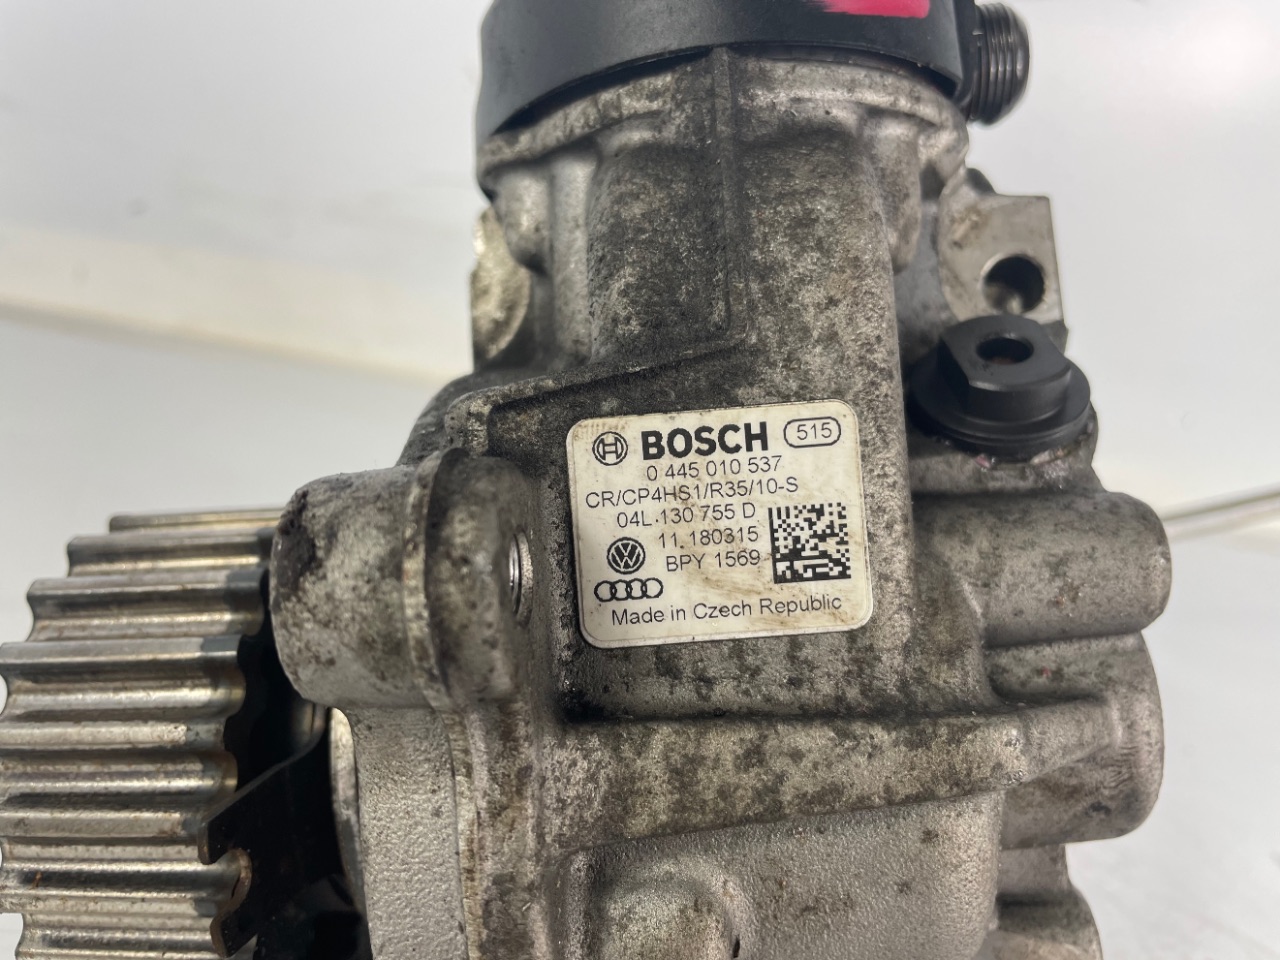 BOSCH 515
0 445 010 537
CR/CP4HS1/R35/10-S
04L 130 755 D
11 180315
BPY 1569
Made in Czech Republic